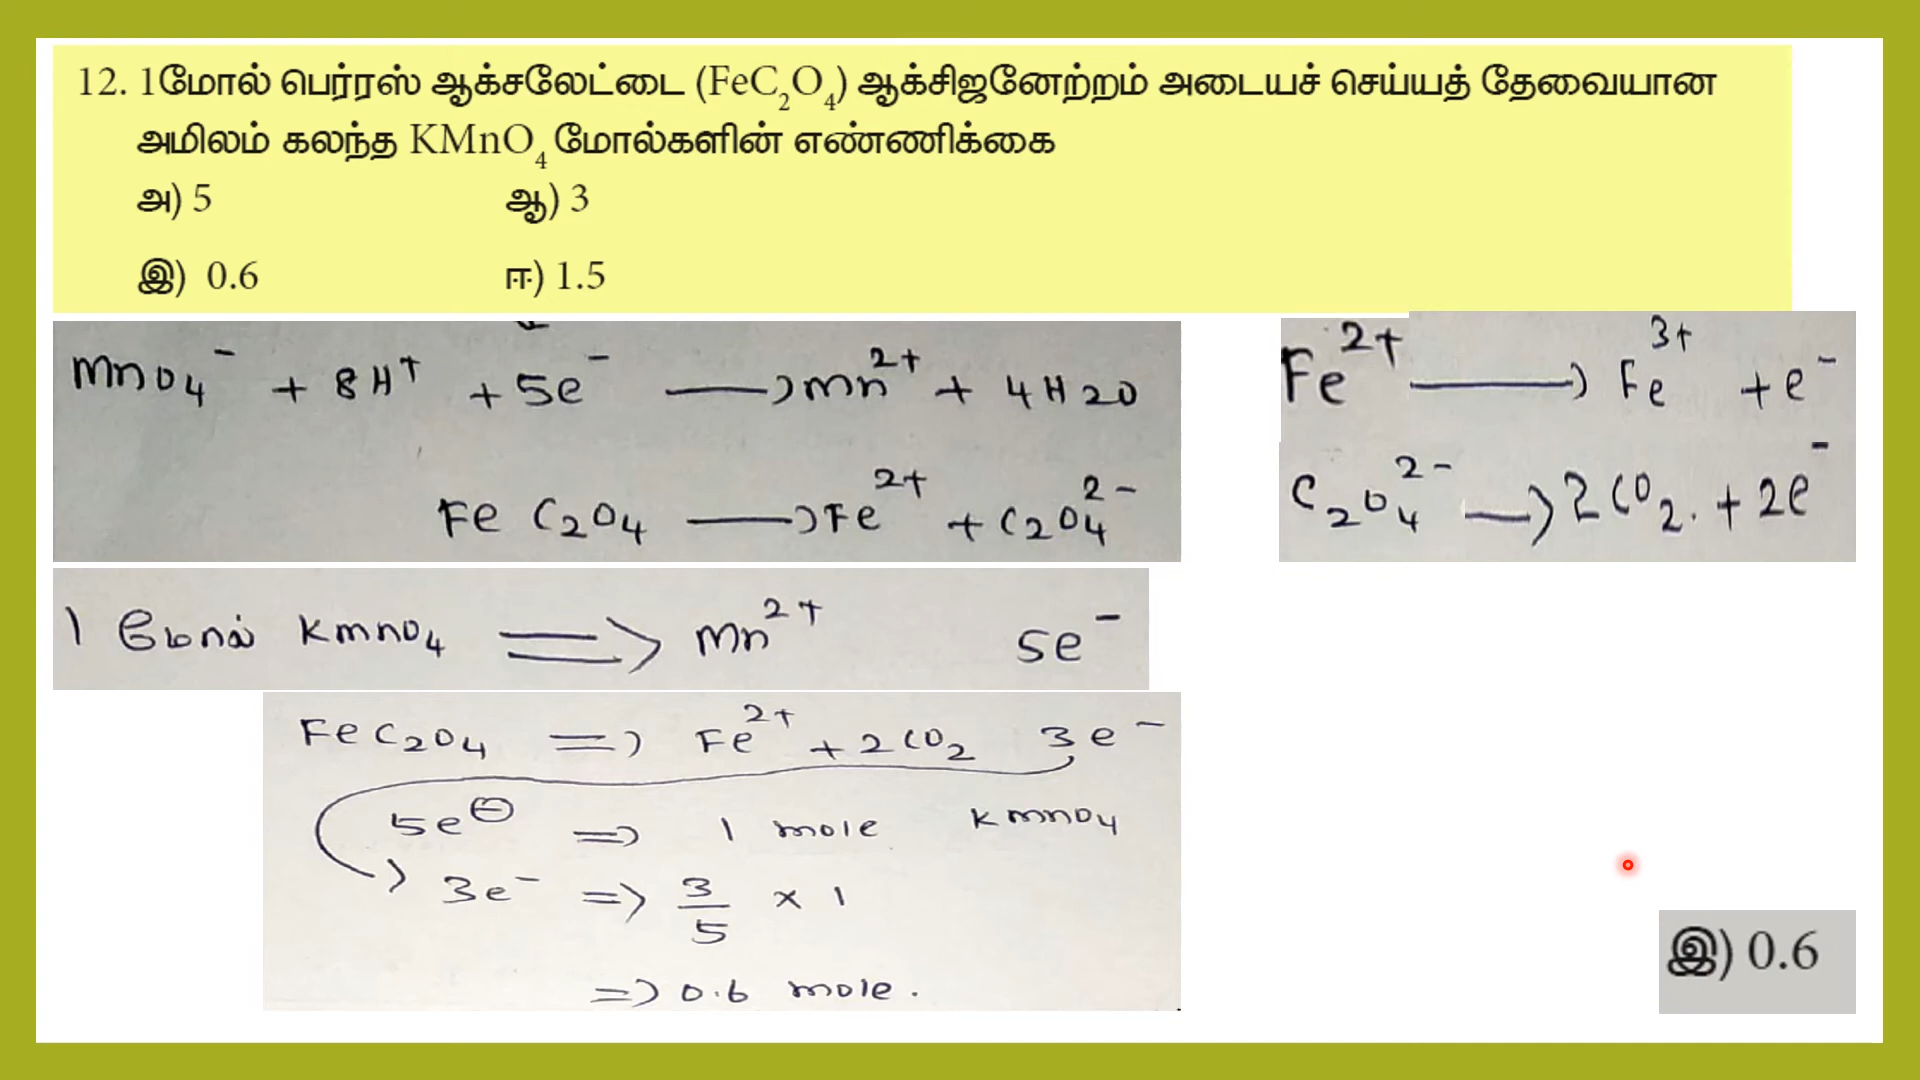 12. 1மோல் பெர்ரஸ் ஆக்சலேட்டை (FeC₂O₄) ஆக்சிஜனேற்றம் அடையச் செய்யத் தேவையான
அமிலம் கலந்த KMnO₄ மோல்களின் எண்ணிக்கை
அ) 5 ஆ) 3
இ) 0.6 ஈ) 1.5
MnO₄⁻ + 8H⁺ + 5e⁻ ⟶ Mn²⁺ + 4H2O
FeC₂O₄ ⟶ Fe²⁺ + C₂O₄²⁻
Fe²⁺ ⟶ Fe³⁺ + e⁻
C₂O₄²⁻ ⟶ 2CO₂. + 2e⁻
1 மோல் KMnO₄ ⟹ Mn²⁺ 5e⁻
FeC₂O₄ ⇒ Fe²⁺ + 2CO₂ 3e⁻
5e⊖ ⇒ 1 mole KMnO₄
3e⁻ ⇒ 3/5 × 1
⇒ 0.6 mole.
இ) 0.6